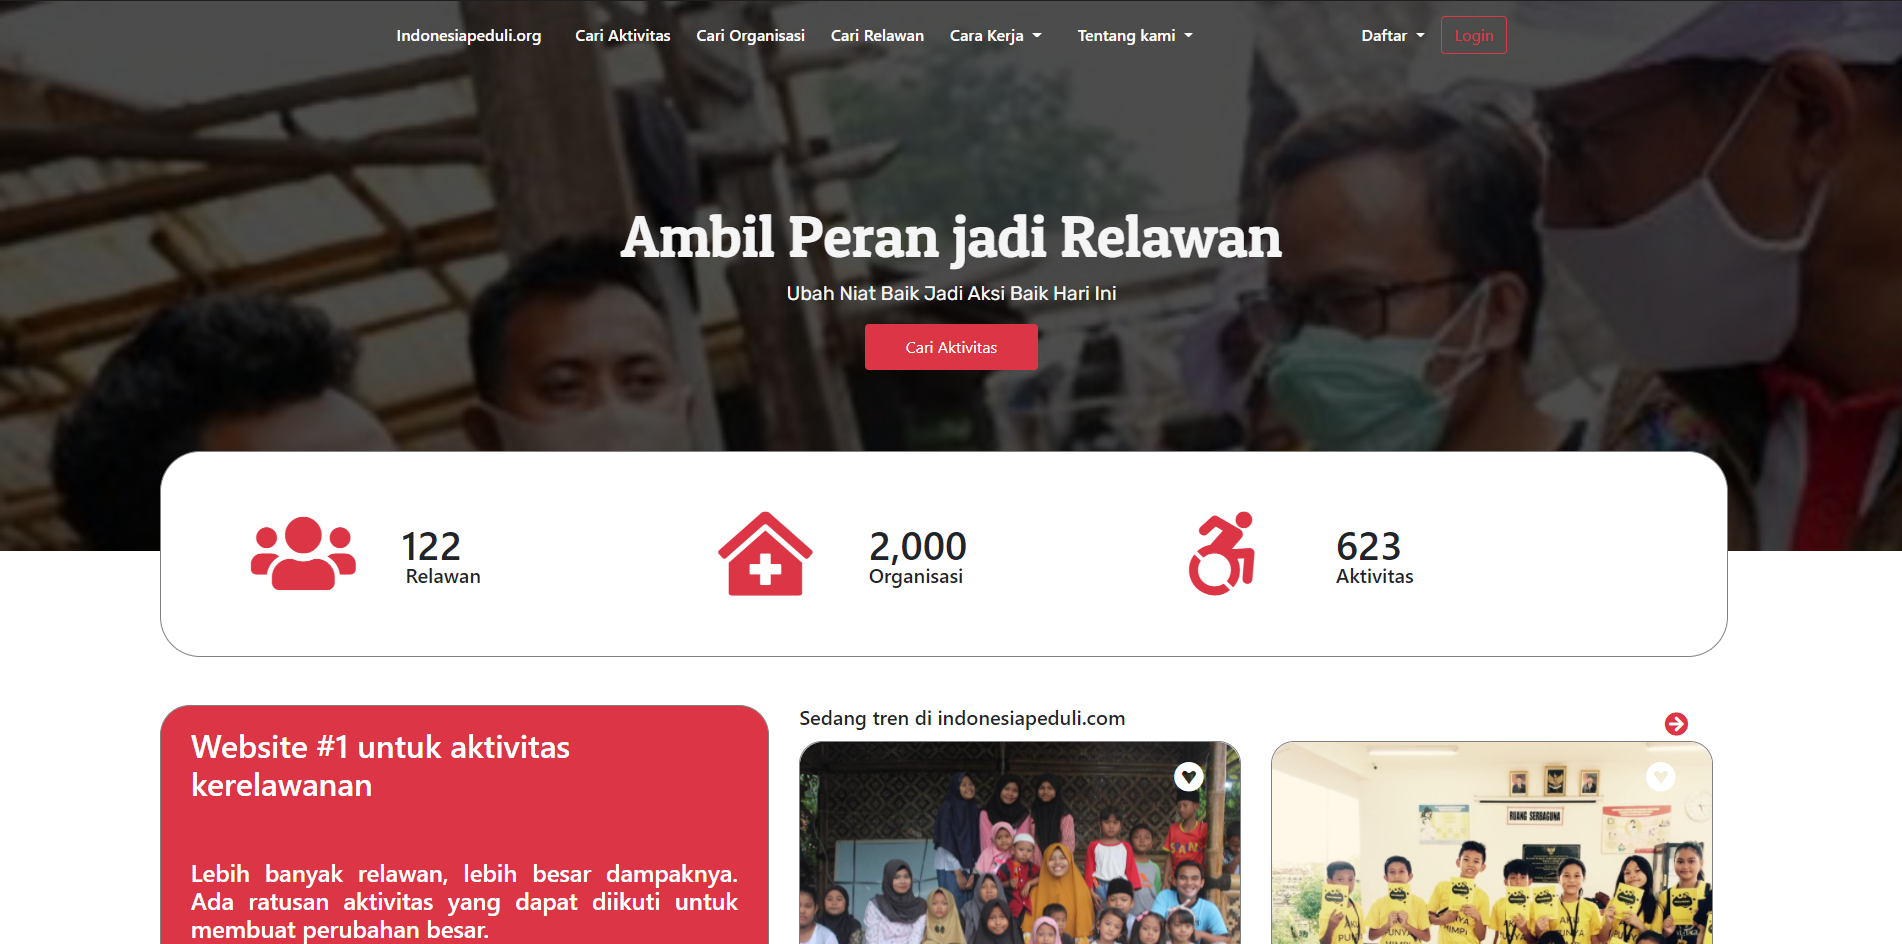 Indonesiapeduli.org Cari Aktivitas Cari Organisasi Cari Relawan Cara Kerja Tentang kami Daftar Login
Ambil Peran jadi Relawan
Ubah Niat Baik Jadi Aksi Baik Hari Ini
Cari Aktivitas
122
Relawan
2,000
Organisasi
623
Aktivitas
Website #1 untuk aktivitas
kerelawanan
Lebih banyak relawan, lebih besar dampaknya.
Ada ratusan aktivitas yang dapat diikuti untuk
membuat perubahan besar.
Sedang tren di indonesiapeduli.com
RUANG SERBAGUNA